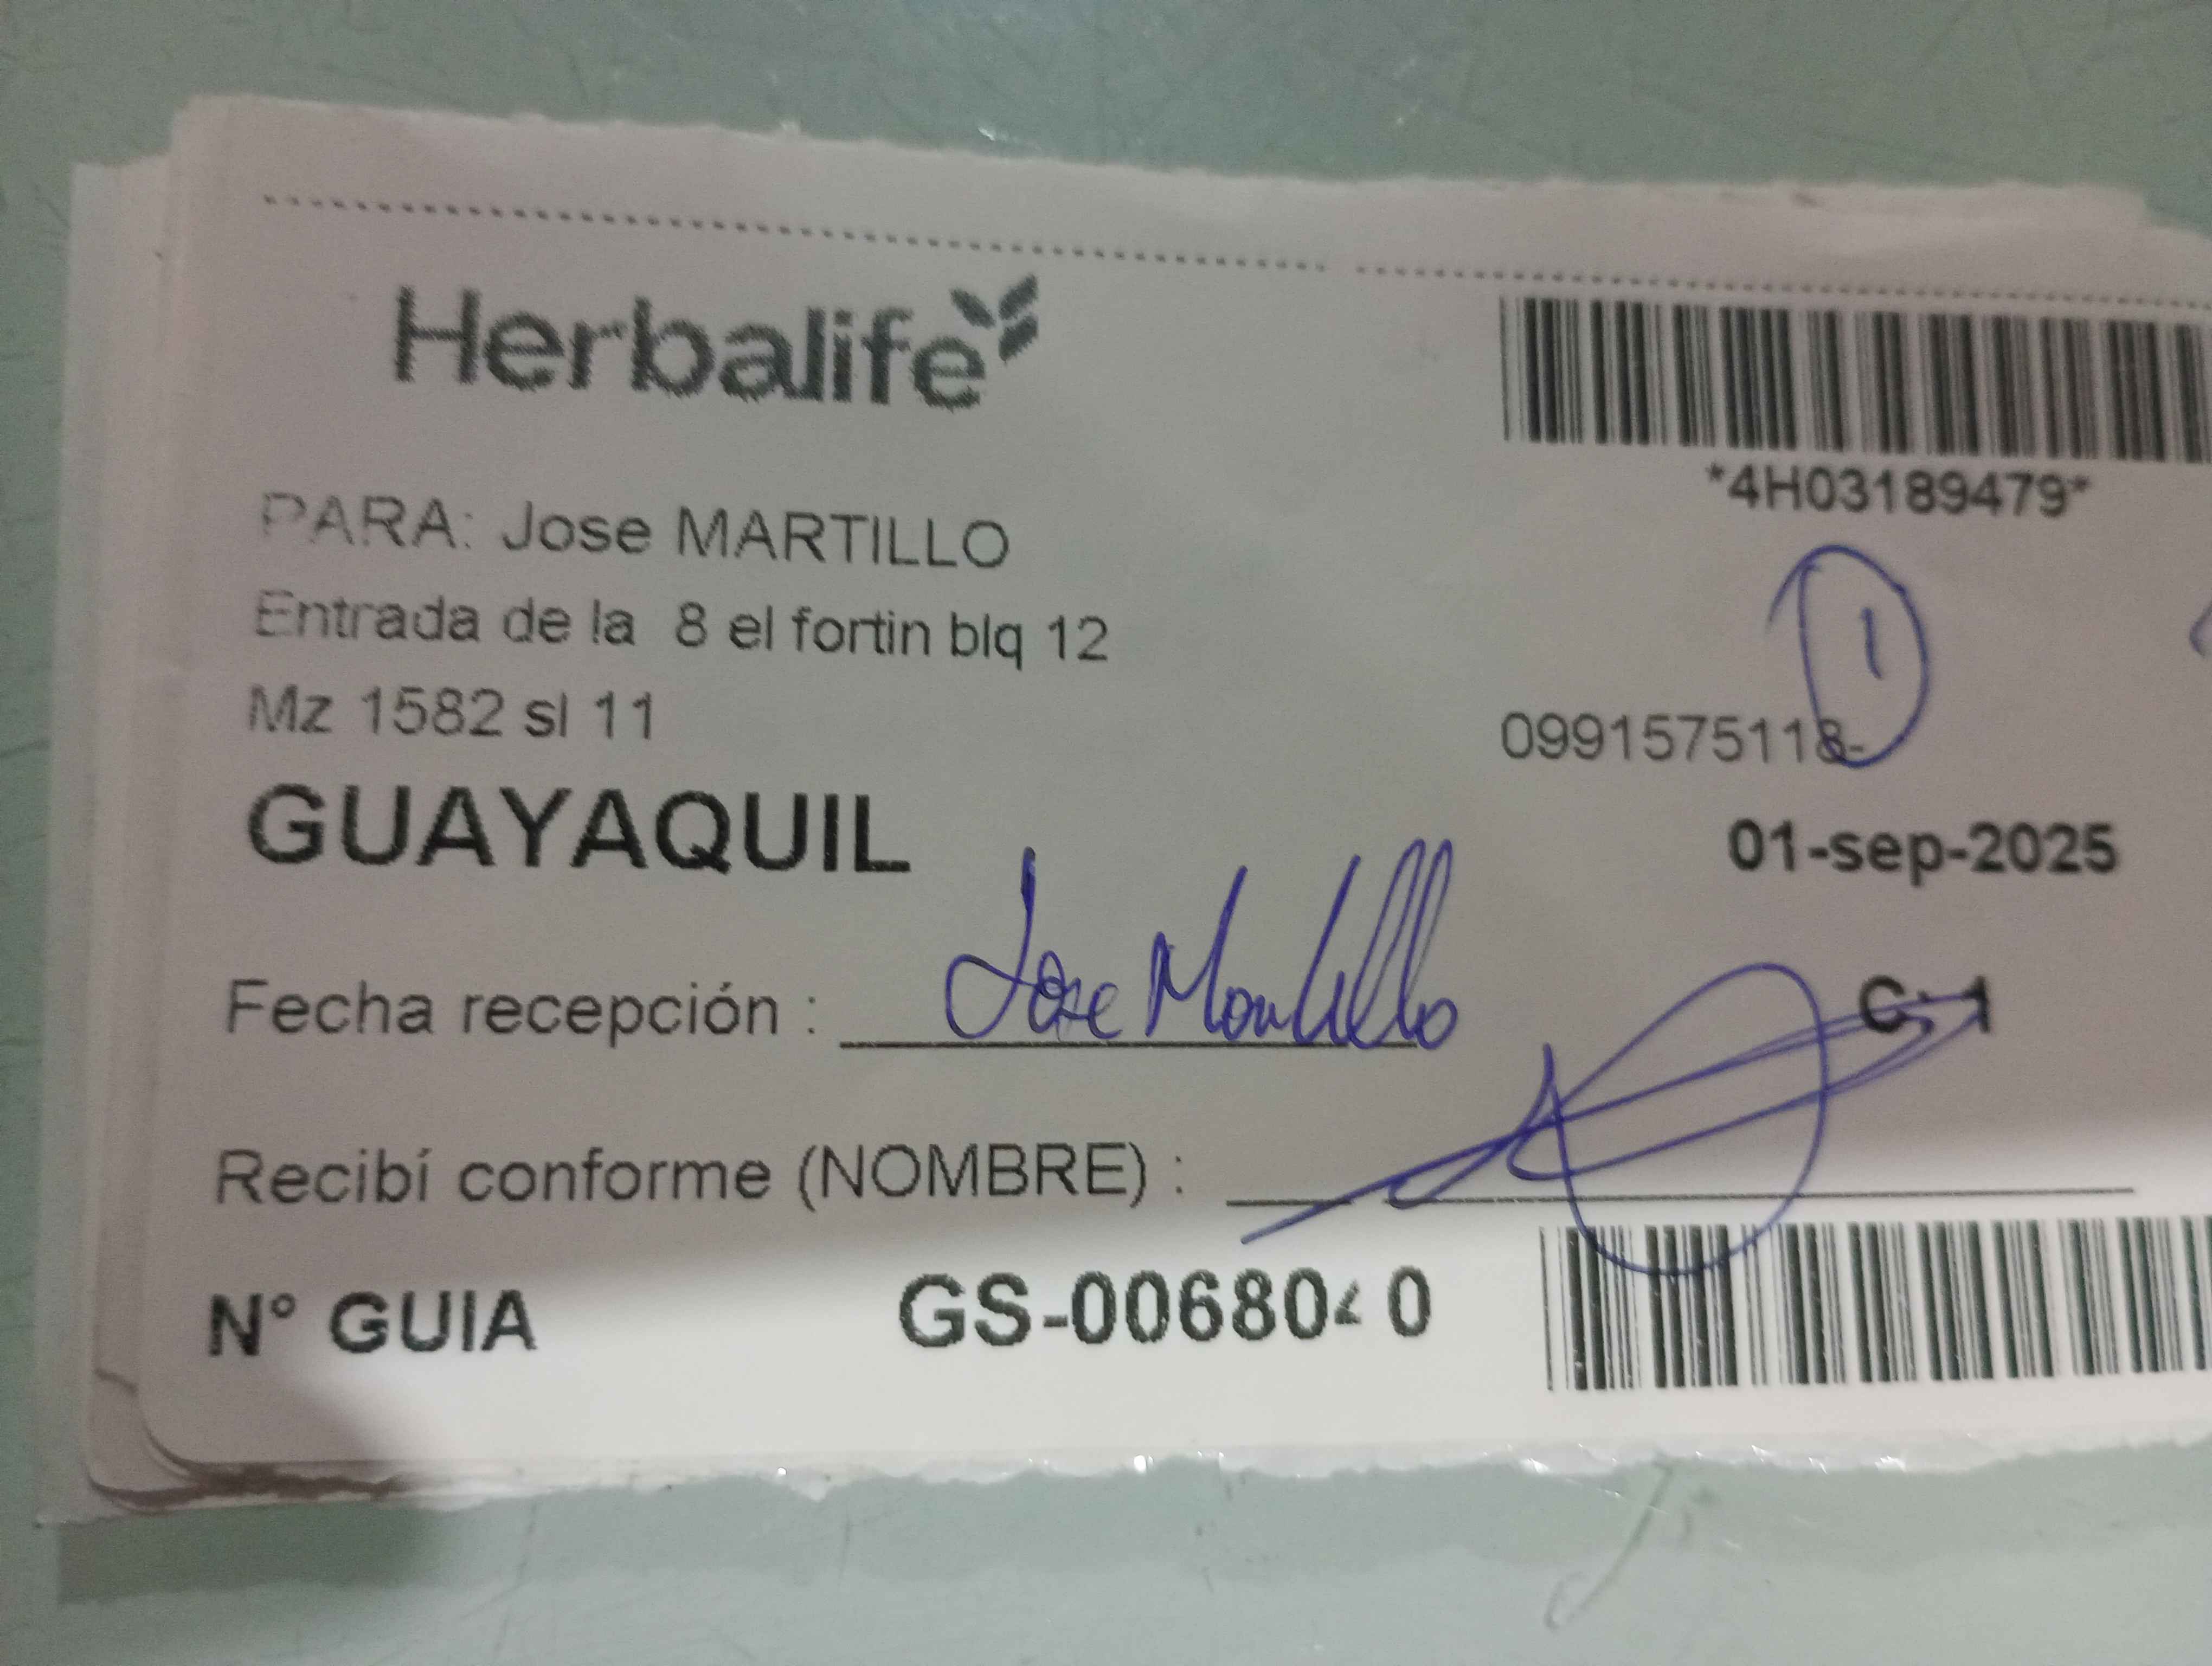 Herbalife
*4H03189479*
PARA: Jose MARTILLO
Entrada de la 8 el fortin blq 12
1
Mz 1582 sl 11
0991575118-
GUAYAQUIL
01-sep-2025
Fecha recepción : Jose Martillo
Recibí conforme (NOMBRE) :
N° GUIA